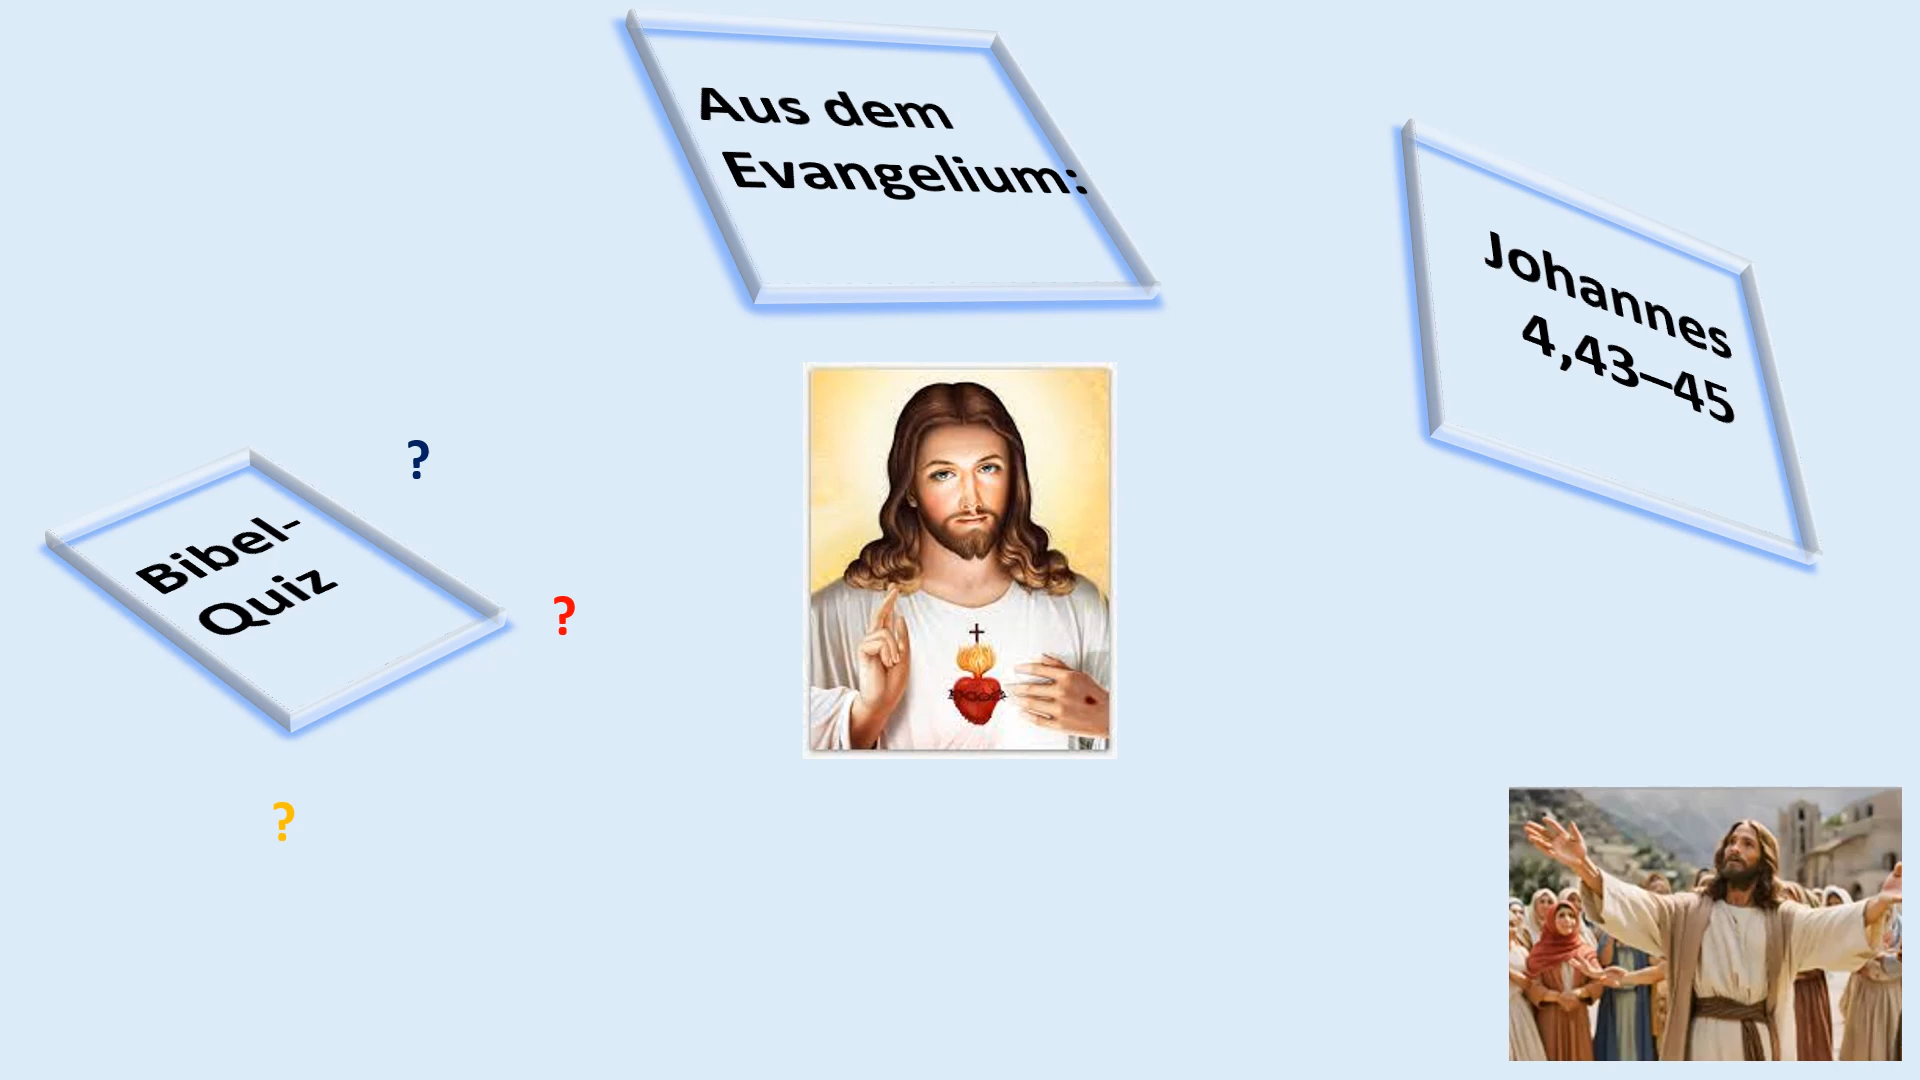 Aus dem
Evangelium:
Johannes
4,43–45
?
Bibel-
Quiz
?
?